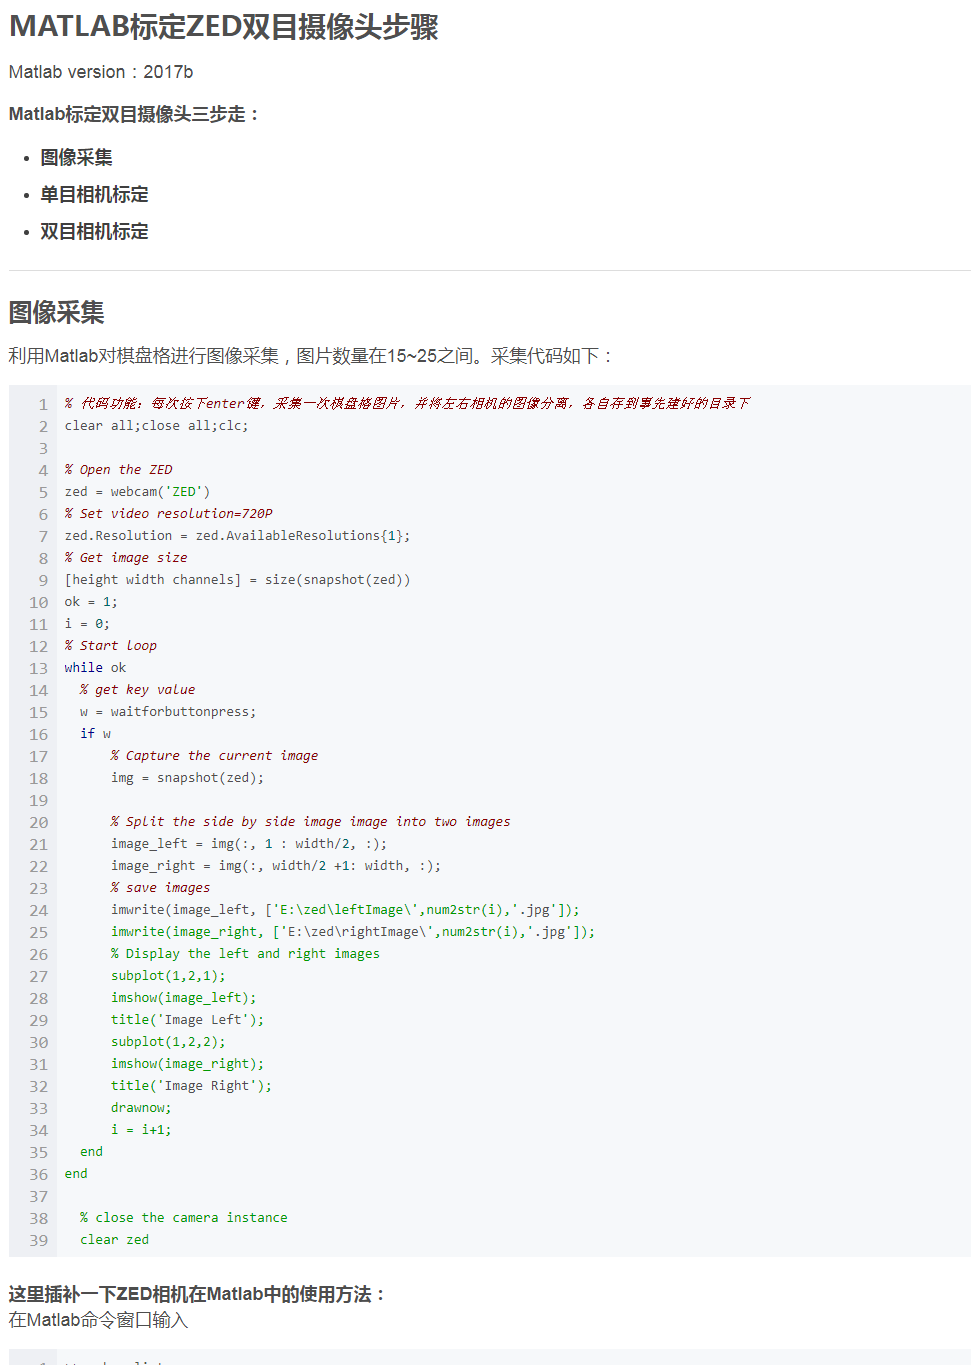 MATLAB标定ZED双目摄像头步骤
Matlab version：2017b
Matlab标定双目摄像头三步走：
• 图像采集
• 单目相机标定
• 双目相机标定
图像采集
利用Matlab对棋盘格进行图像采集，图片数量在15~25之间。采集代码如下：
1 % 代码功能：每次按下enter键，采集一次棋盘格图片，并将左右相机的图像分离，各自存到事先建好的目录下
2 clear all;close all;clc;
3
4 % Open the ZED
5 zed = webcam('ZED')
6 % Set video resolution=720P
7 zed.Resolution = zed.AvailableResolutions{1};
8 % Get image size
9 [height width channels] = size(snapshot(zed))
10 ok = 1;
11 i = 0;
12 % Start loop
13 while ok
14   % get key value
15   w = waitforbuttonpress;
16   if w
17       % Capture the current image
18       img = snapshot(zed);
19
20       % Split the side by side image image into two images
21       image_left = img(:, 1 : width/2, :);
22       image_right = img(:, width/2 +1: width, :);
23       % save images
24       imwrite(image_left, ['E:\zed\leftImage\',num2str(i),'.jpg']);
25       imwrite(image_right, ['E:\zed\rightImage\',num2str(i),'.jpg']);
26       % Display the left and right images
27       subplot(1,2,1);
28       imshow(image_left);
29       title('Image Left');
30       subplot(1,2,2);
31       imshow(image_right);
32       title('Image Right');
33       drawnow;
34       i = i+1;
35   end
36 end
37
38   % close the camera instance
39   clear zed
这里插补一下ZED相机在Matlab中的使用方法：
在Matlab命令窗口输入